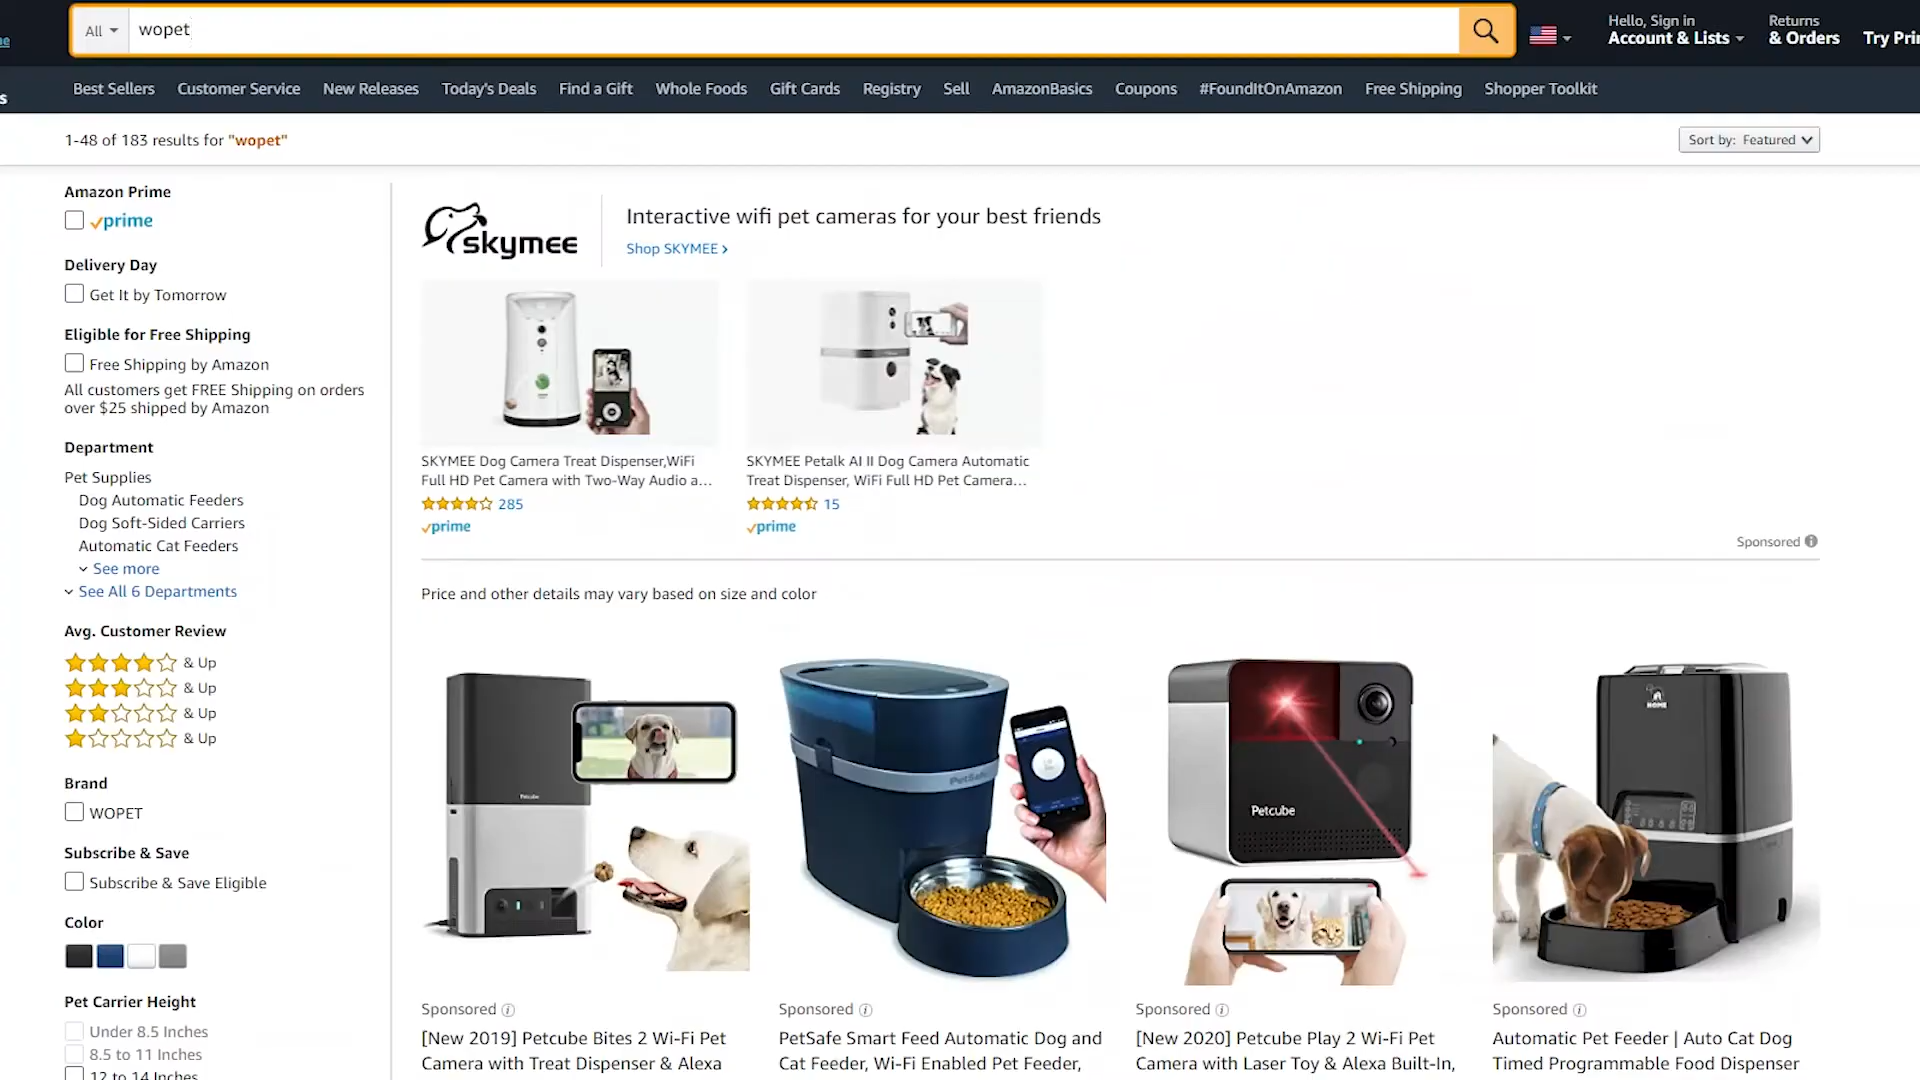 All
wopet
Hello, Sign in
Account & Lists
Returns
& Orders
Try Pri
Best Sellers
Customer Service
New Releases
Today's Deals
Find a Gift
Whole Foods
Gift Cards
Registry
Sell
AmazonBasics
Coupons
#FoundItOnAmazon
Free Shipping
Shopper Toolkit
1-48 of 183 results for "wopet"
Sort by: Featured
Amazon Prime
prime
Delivery Day
Get It by Tomorrow
Eligible for Free Shipping
Free Shipping by Amazon
All customers get FREE Shipping on orders
over $25 shipped by Amazon
Department
Pet Supplies
Dog Automatic Feeders
Dog Soft-Sided Carriers
Automatic Cat Feeders
See more
See All 6 Departments
Avg. Customer Review
& Up
& Up
& Up
& Up
Brand
WOPET
Subscribe & Save
Subscribe & Save Eligible
Color
Pet Carrier Height
Under 8.5 Inches
8.5 to 11 Inches
12 to 14 Inches
skymee
Interactive wifi pet cameras for your best friends
Shop SKYMEE ›
SKYMEE Dog Camera Treat Dispenser,WiFi
Full HD Pet Camera with Two-Way Audio a...
285
prime
SKYMEE Petalk AI II Dog Camera Automatic
Treat Dispenser, WiFi Full HD Pet Camera...
15
prime
Sponsored
Price and other details may vary based on size and color
Petcube
PetSafe
Petcube
HOME
Sponsored
[New 2019] Petcube Bites 2 Wi-Fi Pet
Camera with Treat Dispenser & Alexa
Sponsored
PetSafe Smart Feed Automatic Dog and
Cat Feeder, Wi-Fi Enabled Pet Feeder,
Sponsored
[New 2020] Petcube Play 2 Wi-Fi Pet
Camera with Laser Toy & Alexa Built-In,
Sponsored
Automatic Pet Feeder | Auto Cat Dog
Timed Programmable Food Dispenser